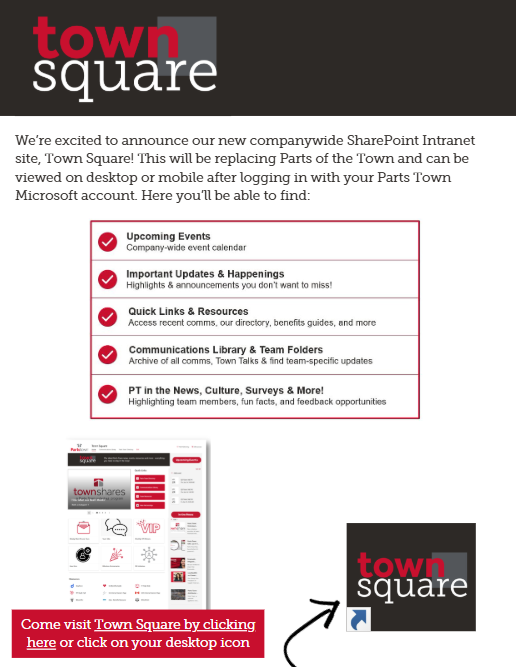 town
square
We're excited to announce our new companywide SharePoint Intranet
site, Town Square! This will be replacing Parts of the Town and can be
viewed on desktop or mobile after logging in with your Parts Town
Microsoft account. Here you'll be able to find:
Upcoming Events
Company-wide event calendar
Important Updates & Happenings
Highlights & announcements you don't want to miss!
Quick Links & Resources
Access recent comms, our directory, benefits guides, and more
Communications Library & Team Folders
Archive of all comms, Town Talks & find team-specific updates
PT in the News, Culture, Surveys & More!
Highlighting team members, fun facts, and feedback opportunities
Town Square
town
square
townshares
VIP
Come visit Town Square by clicking
here or click on your desktop icon
town
square